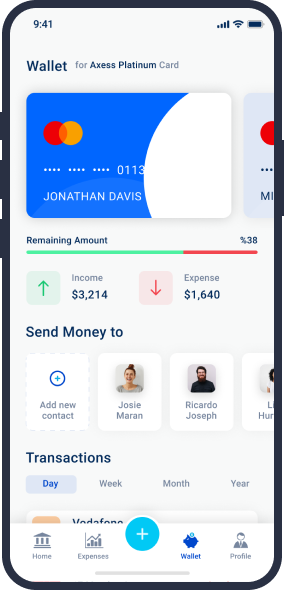 9:41
Wallet for Axess Platinum Card
•••• •••• •••• 0113
JONATHAN DAVIS
••
MI
Remaining Amount %38
Income Expense
$3,214 $1,640
Send Money to
Add new contact
Josie Maran
Ricardo Joseph
Li
Hun
Transactions
Day Week Month Year
Vodafone
Home Expenses Wallet Profile